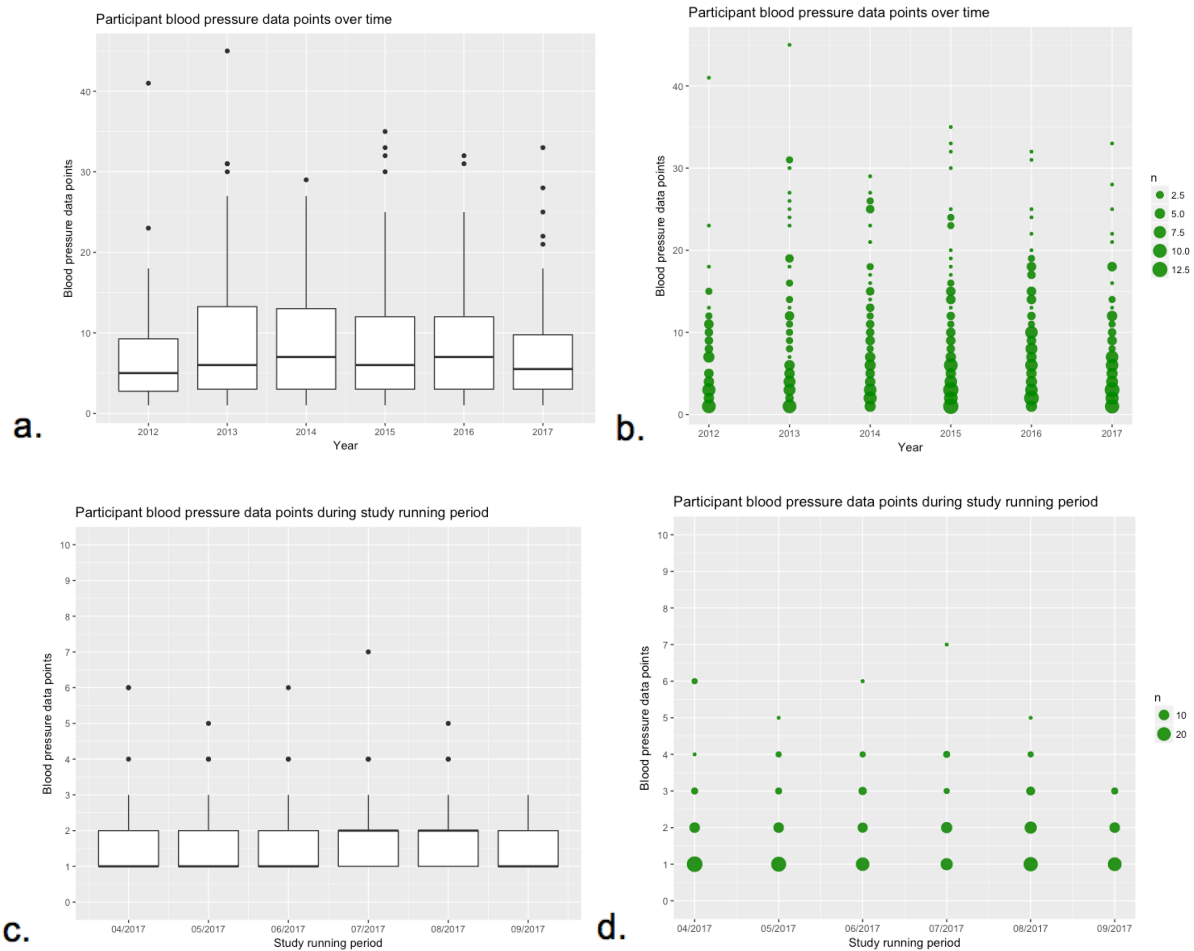 Participant blood pressure data points over time
Blood pressure data points
40
30
20
10
0
2012 2013 2014 2015 2016 2017
Year
a.
Participant blood pressure data points over time
Blood pressure data points
40
30
20
10
0
2012 2013 2014 2015 2016 2017
Year
n
2.5
5.0
7.5
10.0
12.5
b.
Participant blood pressure data points during study running period
Blood pressure data points
10
9
8
7
6
5
4
3
2
1
0
04/2017 05/2017 06/2017 07/2017 08/2017 09/2017
Study running period
c.
Participant blood pressure data points during study running period
Blood pressure data points
10
9
8
7
6
5
4
3
2
1
0
04/2017 05/2017 06/2017 07/2017 08/2017 09/2017
Study running period
n
10
20
d.